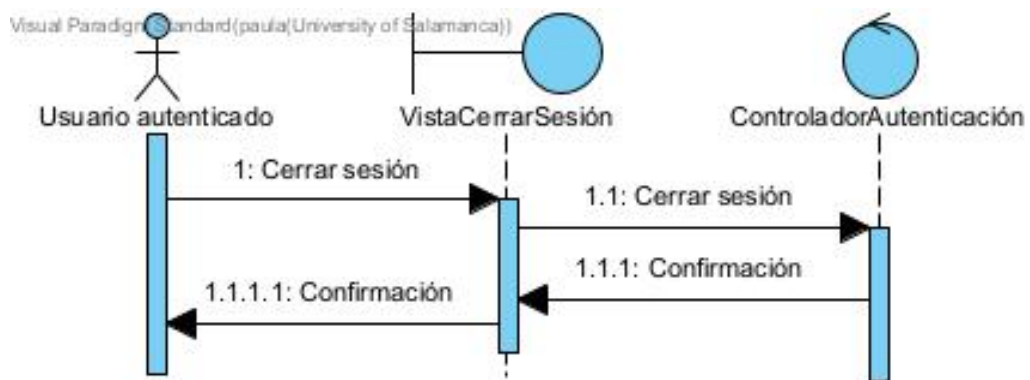 Visual Paradigm Standard(paula(University of Salamanca))
Usuario autenticado
VistaCerrarSesión
ControladorAutenticación
1: Cerrar sesión
1.1: Cerrar sesión
1.1.1: Confirmación
1.1.1.1: Confirmación